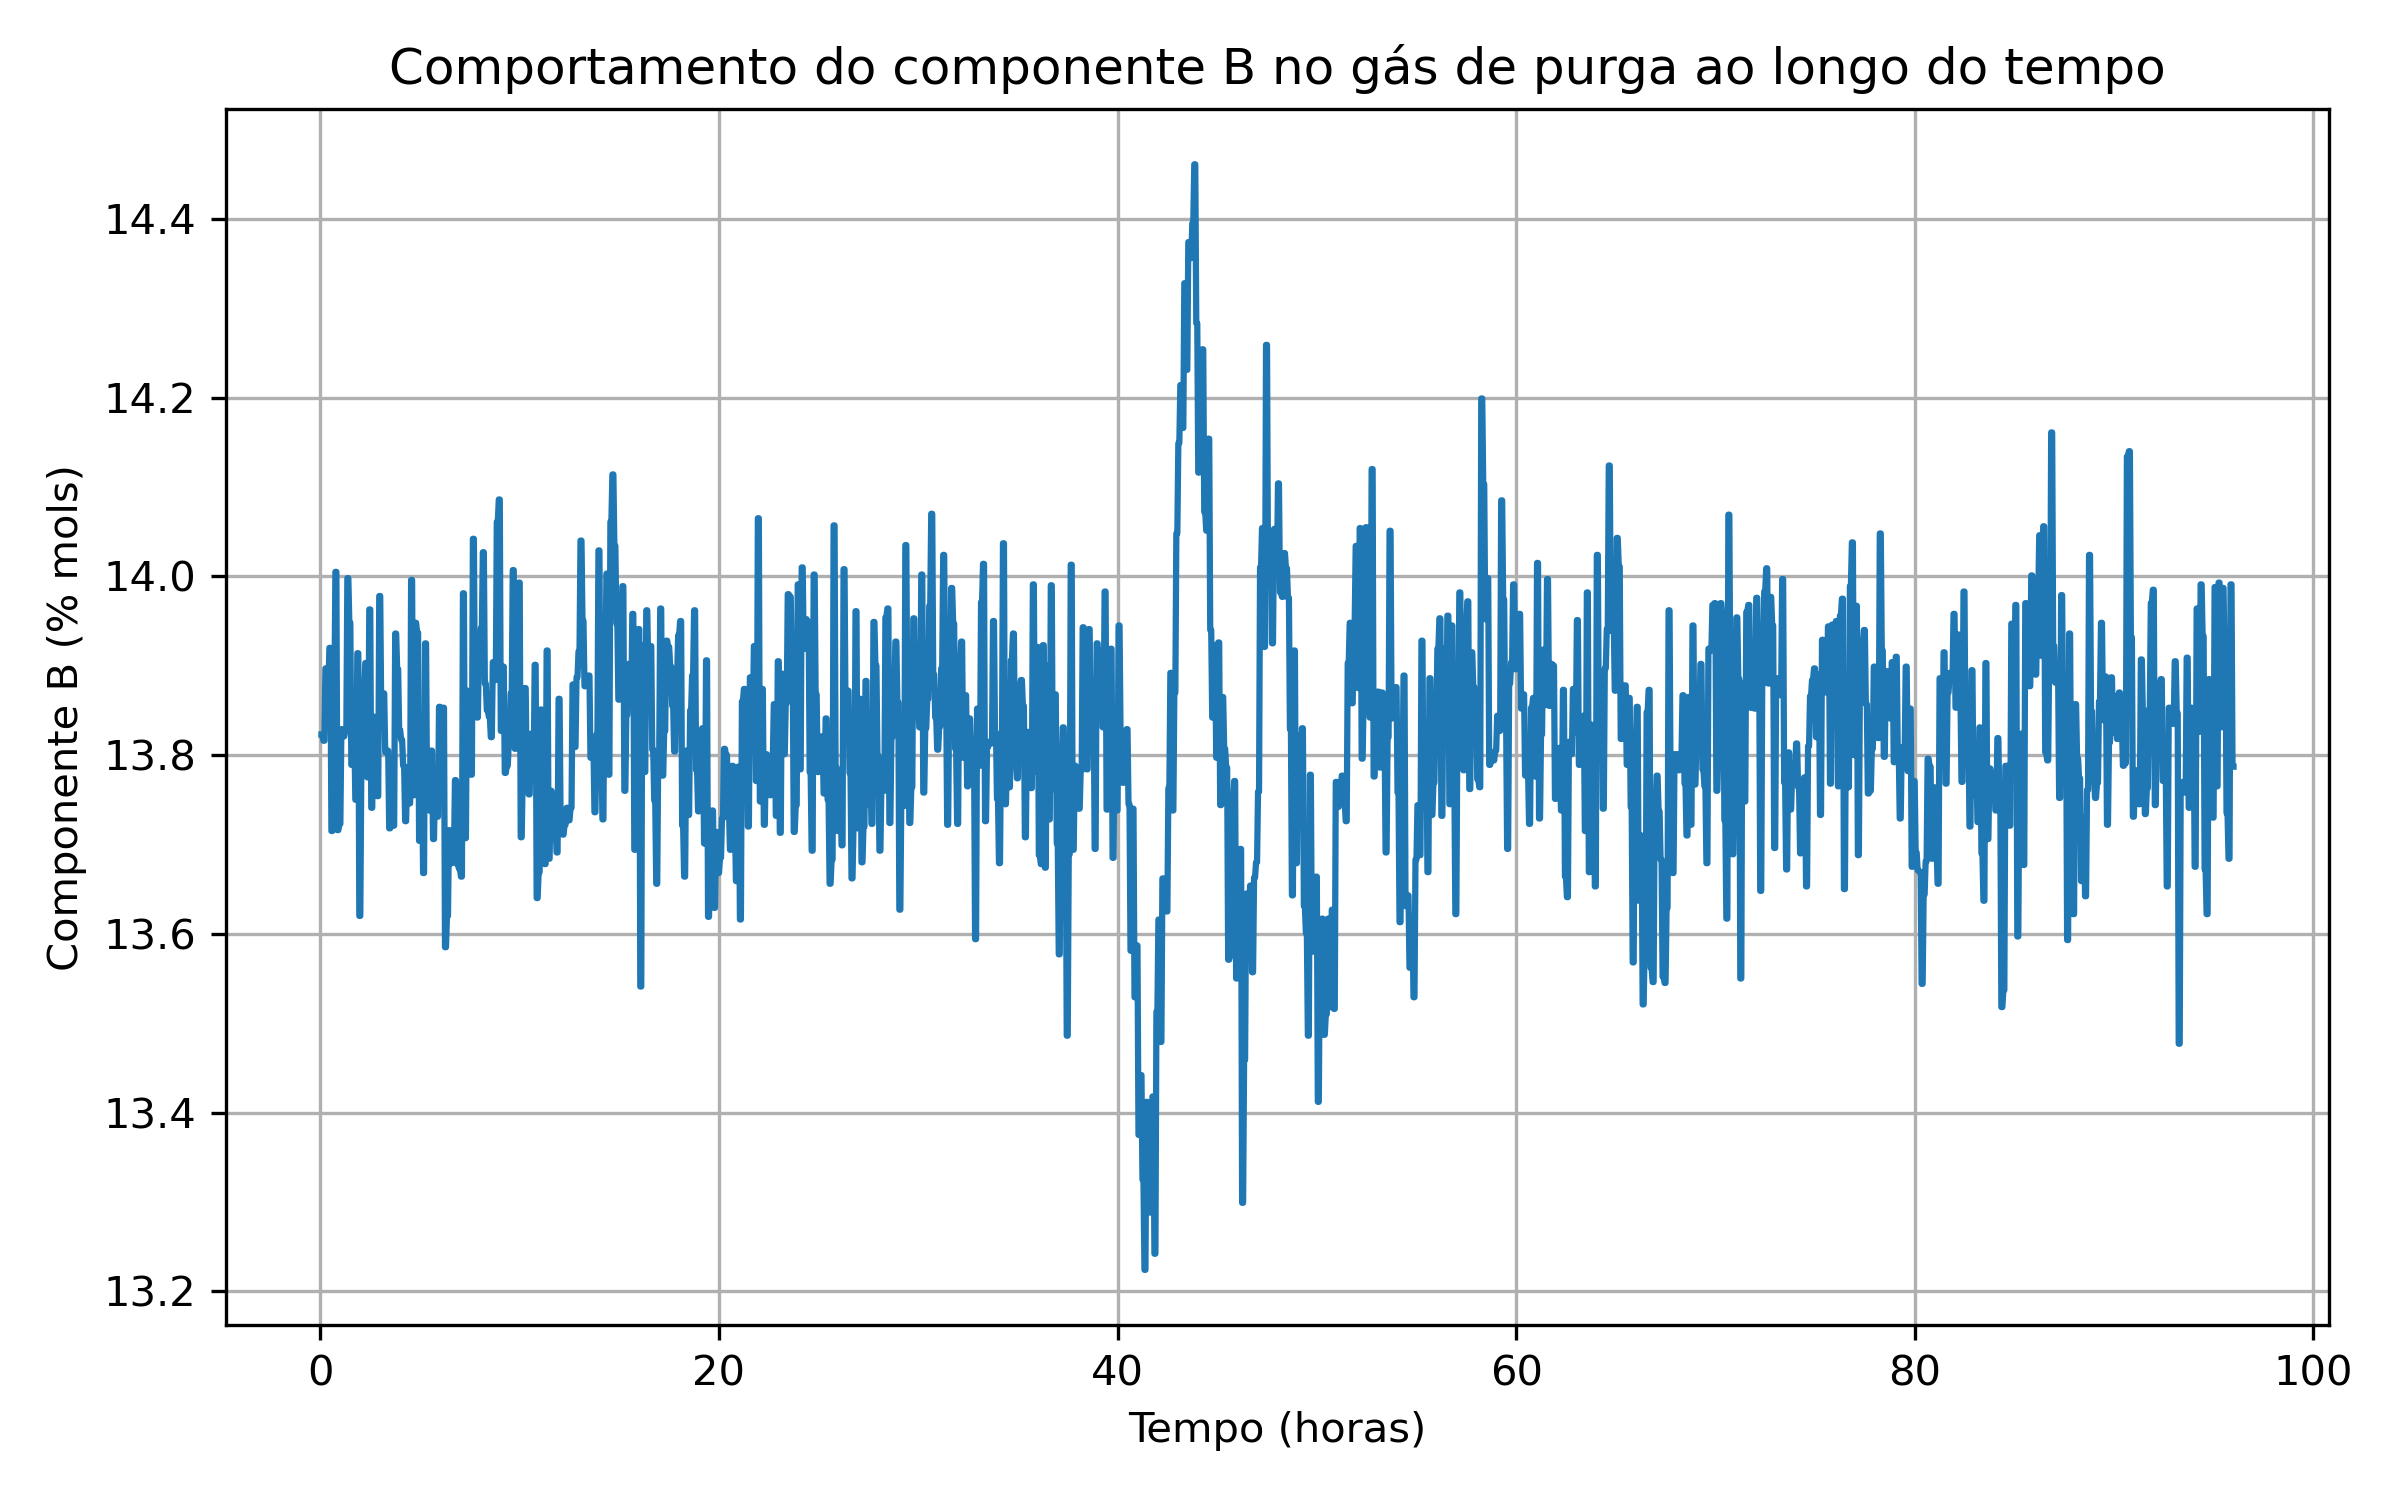 Comportamento do componente B no gás de purga ao longo do tempo
Componente B (% mols)
14.4
14.2
14.0
13.8
13.6
13.4
13.2
0 20 40 60 80 100
Tempo (horas)